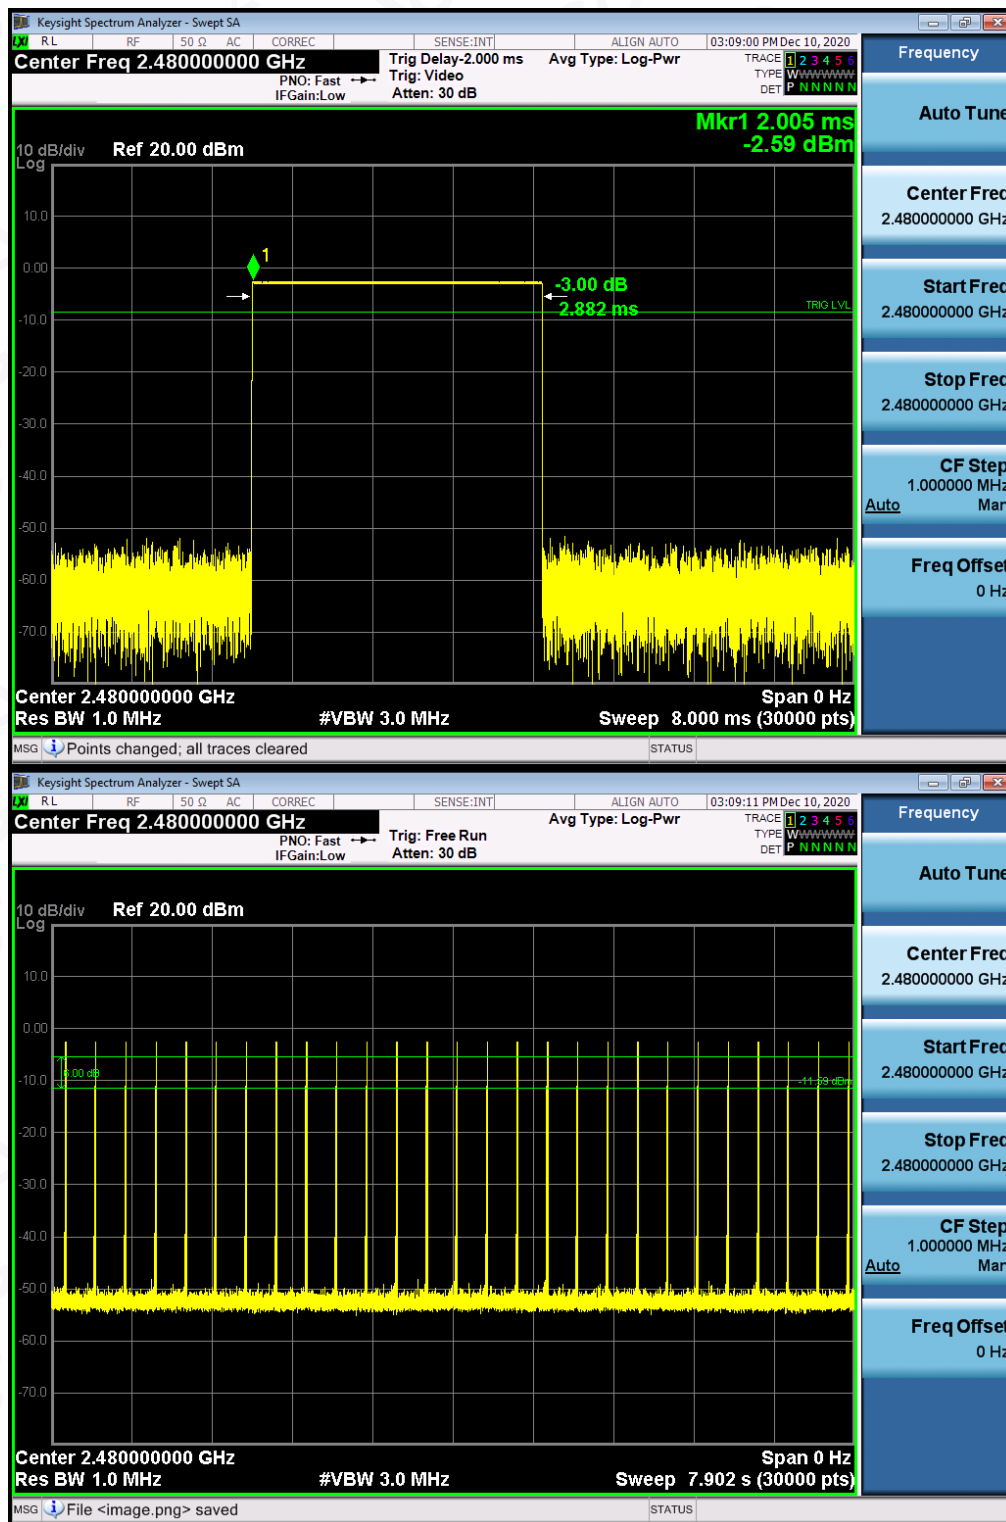 Keysight Spectrum Analyzer - Swept SA
LXI RL RF 50 Ω AC CORREC SENSE:INT ALIGN AUTO 03:09:00 PM Dec 10, 2020
Center Freq 2.480000000 GHz
PNO: Fast
IFGain:Low
Trig Delay-2.000 ms
Trig: Video
Atten: 30 dB
Avg Type: Log-Pwr
TRACE 1 2 3 4 5 6
TYPE WWWWWW
DET P N N N N N
Mkr1 2.005 ms
-2.59 dBm
10 dB/div Ref 20.00 dBm
Log
10.0
1
0.00
-3.00 dB
2.882 ms
TRIG LVL
-10.0
-20.0
-30.0
-40.0
-50.0
-60.0
-70.0
Center 2.480000000 GHz Span 0 Hz
Res BW 1.0 MHz #VBW 3.0 MHz Sweep 8.000 ms (30000 pts)
MSG Points changed; all traces cleared STATUS
Frequency
Auto Tune
Center Freq
2.480000000 GHz
Start Freq
2.480000000 GHz
Stop Freq
2.480000000 GHz
CF Step
1.000000 MHz
Auto Man
Freq Offset
0 Hz
Keysight Spectrum Analyzer - Swept SA
LXI RL RF 50 Ω AC CORREC SENSE:INT ALIGN AUTO 03:09:11 PM Dec 10, 2020
Center Freq 2.480000000 GHz
PNO: Fast
IFGain:Low
Trig: Free Run
Atten: 30 dB
Avg Type: Log-Pwr
TRACE 1 2 3 4 5 6
TYPE WWWWWW
DET P N N N N N
10 dB/div Ref 20.00 dBm
Log
10.0
0.00
6.00 dB
-11.59 dBm
-10.0
-20.0
-30.0
-40.0
-50.0
-60.0
-70.0
Center 2.480000000 GHz Span 0 Hz
Res BW 1.0 MHz #VBW 3.0 MHz Sweep 7.902 s (30000 pts)
MSG File <image.png> saved STATUS
Frequency
Auto Tune
Center Freq
2.480000000 GHz
Start Freq
2.480000000 GHz
Stop Freq
2.480000000 GHz
CF Step
1.000000 MHz
Auto Man
Freq Offset
0 Hz